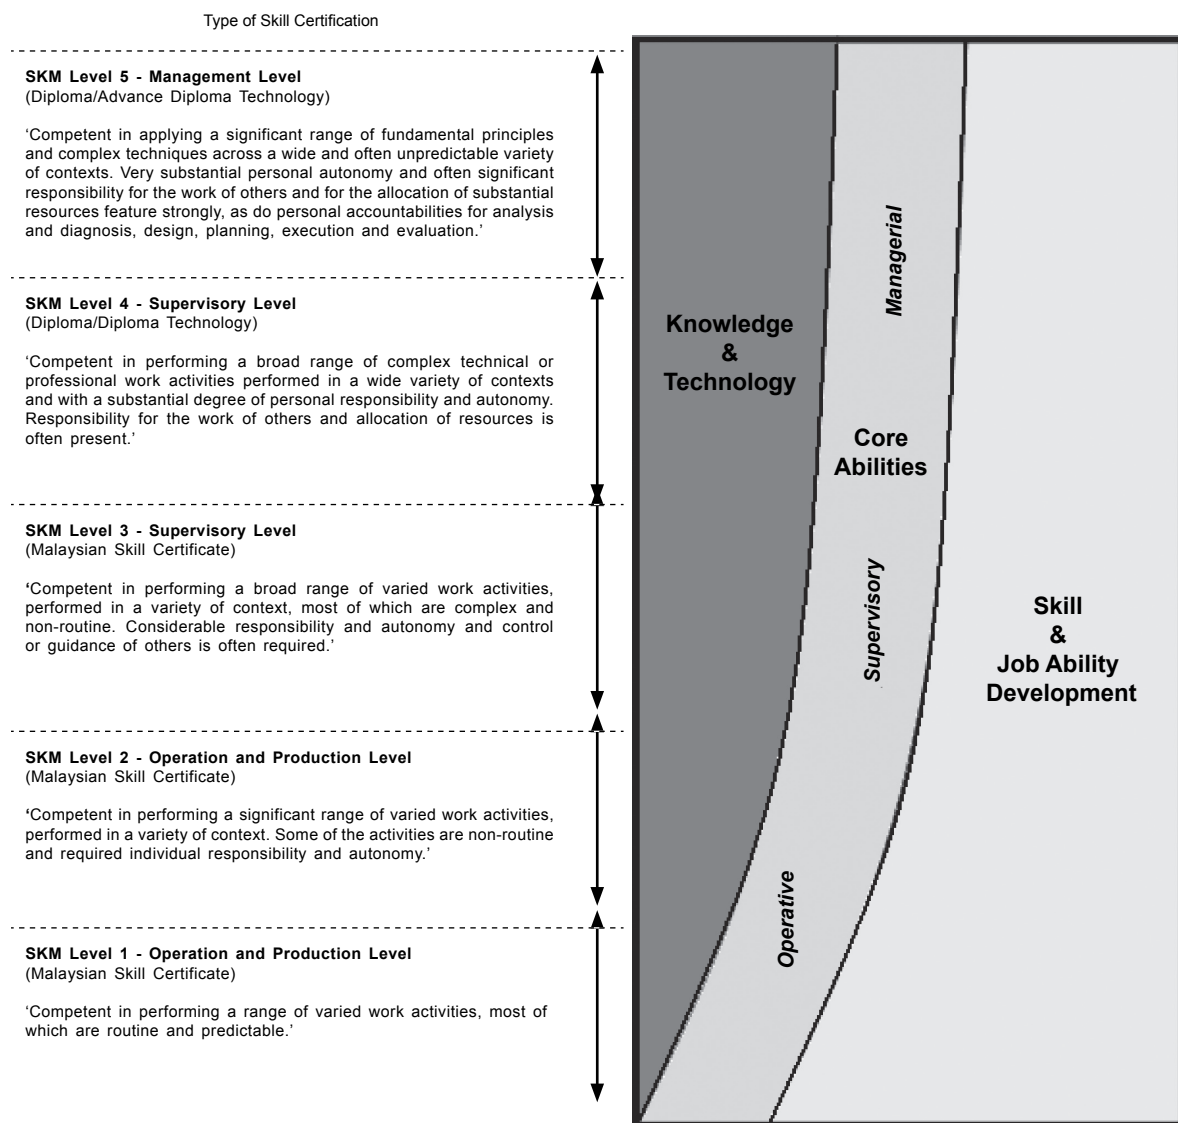 Type of Skill Certification
SKM Level 5 - Management Level
(Diploma/Advance Diploma Technology)
‘Competent in applying a significant range of fundamental principles
and complex techniques across a wide and often unpredictable variety
of contexts. Very substantial personal autonomy and often significant
responsibility for the work of others and for the allocation of substantial
resources feature strongly, as do personal accountabilities for analysis
and diagnosis, design, planning, execution and evaluation.’
SKM Level 4 - Supervisory Level
(Diploma/Diploma Technology)
‘Competent in performing a broad range of complex technical or
professional work activities performed in a wide variety of contexts
and with a substantial degree of personal responsibility and autonomy.
Responsibility for the work of others and allocation of resources is
often present.’
SKM Level 3 - Supervisory Level
(Malaysian Skill Certificate)
‘Competent in performing a broad range of varied work activities,
performed in a variety of context, most of which are complex and
non-routine. Considerable responsibility and autonomy and control
or guidance of others is often required.’
SKM Level 2 - Operation and Production Level
(Malaysian Skill Certificate)
‘Competent in performing a significant range of varied work activities,
performed in a variety of context. Some of the activities are non-routine
and required individual responsibility and autonomy.’
SKM Level 1 - Operation and Production Level
(Malaysian Skill Certificate)
‘Competent in performing a range of varied work activities, most of
which are routine and predictable.’
Knowledge
&
Technology
Managerial
Core
Abilities
Supervisory
Operative
Skill
&
Job Ability
Development